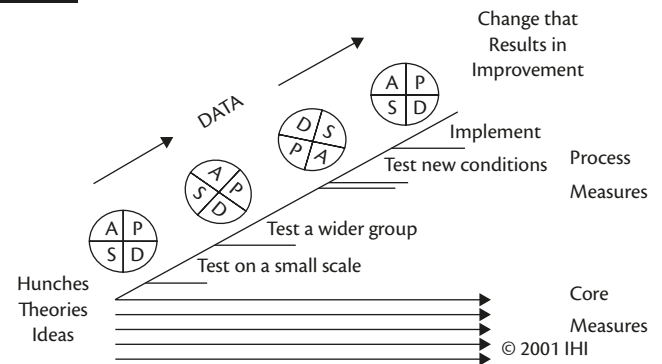 Change that
Results in
Improvement
A P
S D
DATA
D S
P A
Implement
Test new conditions
Process
Measures
A P
S D
Test a wider group
A P
S D
Test on a small scale
Hunches
Theories
Ideas
Core
Measures
© 2001 IHI